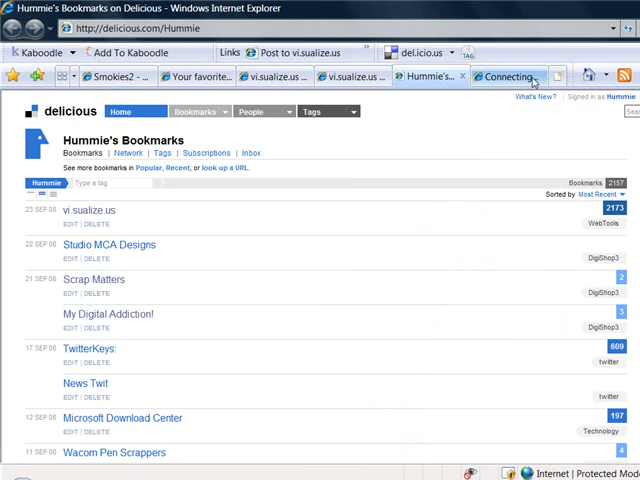 Hummie's Bookmarks on Delicious - Windows Internet Explorer
http://delicious.com/Hummie
Kaboodle Add To Kaboodle Links Post to vi.sualize.us » del.icio.us TAG
Smokies2 - ... Your favorite... vi.sualize.us ... vi.sualize.us ... Hummie's... x Connecting...
What's New? Signed in as Hummie
delicious Home Bookmarks People Tags Sea
Hummie's Bookmarks
Bookmarks | Network | Tags | Subscriptions | Inbox
See more bookmarks in Popular, Recent, or look up a URL.
Hummie Type a tag Bookmarks 2157
Sorted by Most Recent
23 SEP 08 vi.sualize.us 2173
EDIT | DELETE WebTools
22 SEP 08 Studio MCA Designs
EDIT | DELETE DigiShop3
21 SEP 08 Scrap Matters 2
EDIT | DELETE DigiShop3
My Digital Addiction! 3
EDIT | DELETE DigiShop3
17 SEP 08 TwitterKeys: 609
EDIT | DELETE twitter
News Twit
EDIT | DELETE twitter
12 SEP 08 Microsoft Download Center 197
EDIT | DELETE Technology
11 SEP 08 Wacom Pen Scrappers 4
Internet | Protected Mode